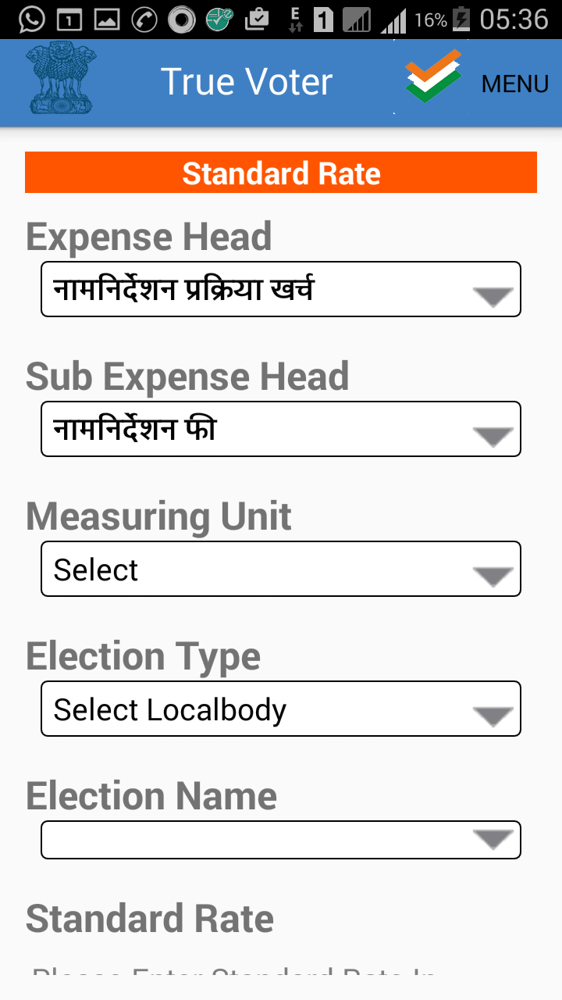 1 E 1 16% 05:36
True Voter MENU
Standard Rate
Expense Head
नामनिर्देशन प्रक्रिया खर्च
Sub Expense Head
नामनिर्देशन फी
Measuring Unit
Select
Election Type
Select Localbody
Election Name
Standard Rate
Please Enter Standard Rate In